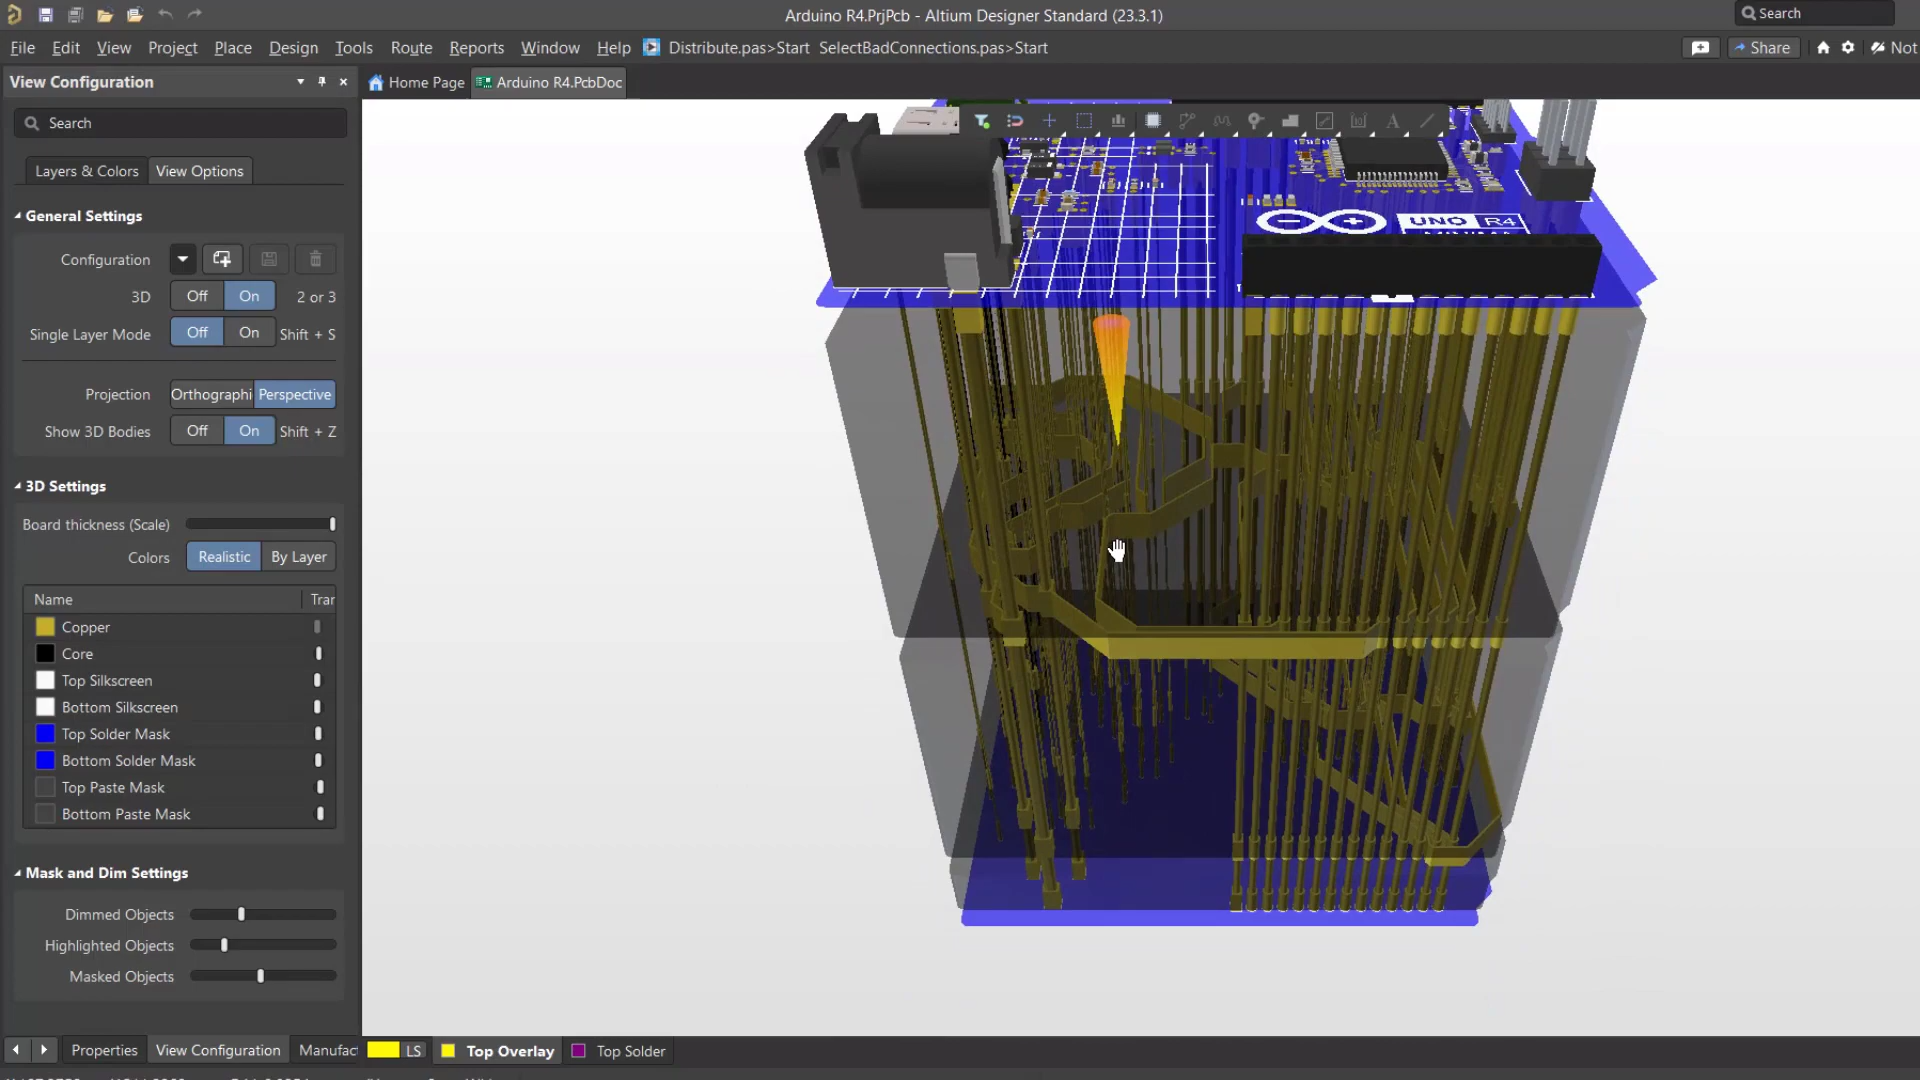 Arduino R4.PrjPcb - Altium Designer Standard (23.3.1)
Search
File Edit View Project Place Design Tools Route Reports Window Help Distribute.pas>Start SelectBadConnections.pas>Start
Share
Not
View Configuration
Home Page
Arduino R4.PcbDoc
Search
Layers & Colors
View Options
General Settings
Configuration
3D Off On 2 or 3
Single Layer Mode Off On Shift + S
Projection Orthographi Perspective
Show 3D Bodies Off On Shift + Z
3D Settings
Board thickness (Scale)
Colors Realistic By Layer
Name Trar
Copper
Core
Top Silkscreen
Bottom Silkscreen
Top Solder Mask
Bottom Solder Mask
Top Paste Mask
Bottom Paste Mask
Mask and Dim Settings
Dimmed Objects
Highlighted Objects
Masked Objects
UNO R4
Properties View Configuration Manufac
LS Top Overlay Top Solder